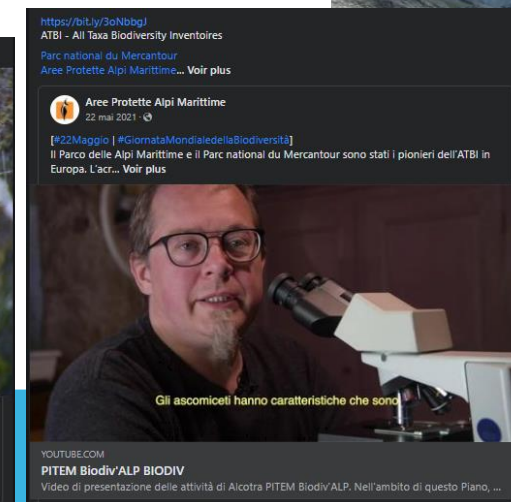 https://bit.ly/3oNbbgJ
ATBI - All Taxa Biodiversity Inventoires
Parc national du Mercantour
Aree Protette Alpi Marittime... Voir plus
Aree Protette Alpi Marittime
22 mai 2021 ·
[#22Maggio | #GiornataMondialedellaBiodiversità]
Il Parco delle Alpi Marittime e il Parc national du Mercantour sono stati i pionieri dell'ATBI in
Europa. L'acr... Voir plus
Gli ascomiceti hanno caratteristiche che sono
YOUTUBE.COM
PITEM Biodiv'ALP BIODIV
Video di presentazione delle attività di Alcotra PITEM Biodiv'ALP. Nell'ambito di questo Piano, ...